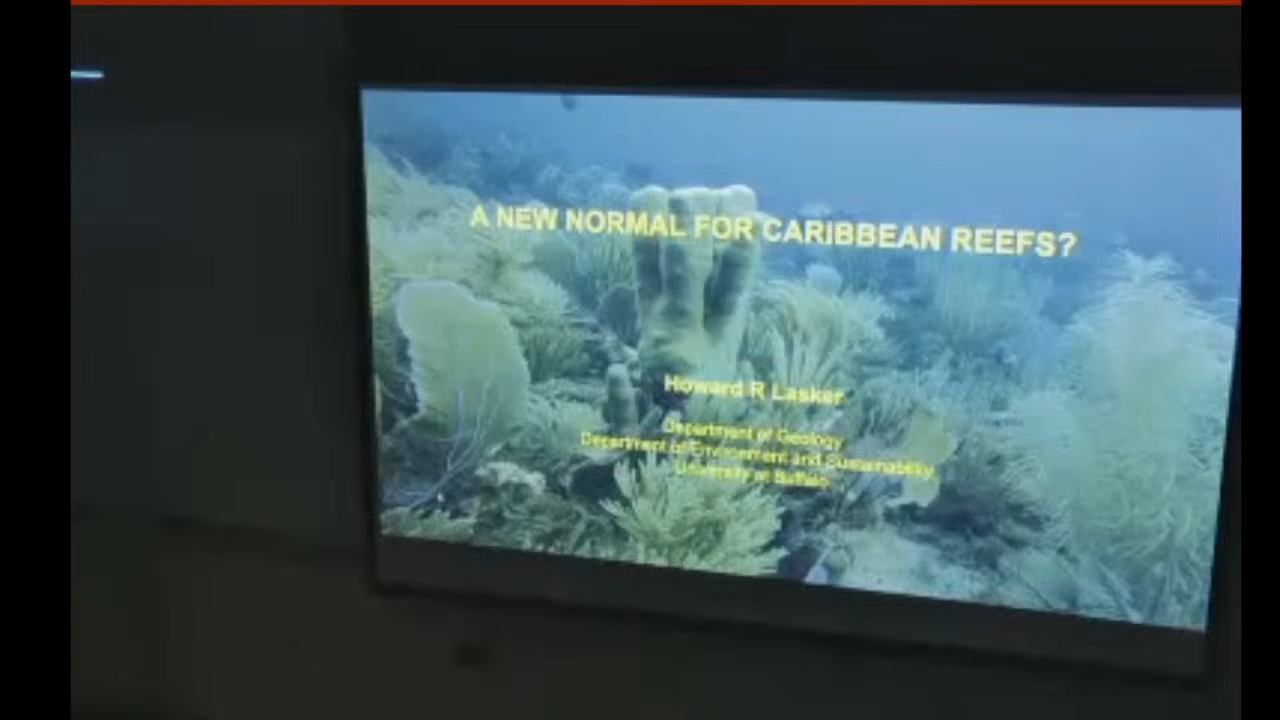 A NEW NORMAL FOR CARIBBEAN REEFS?
Howard R Lasker
Department of Geology
Department of Environment and Sustainability
University at Buffalo